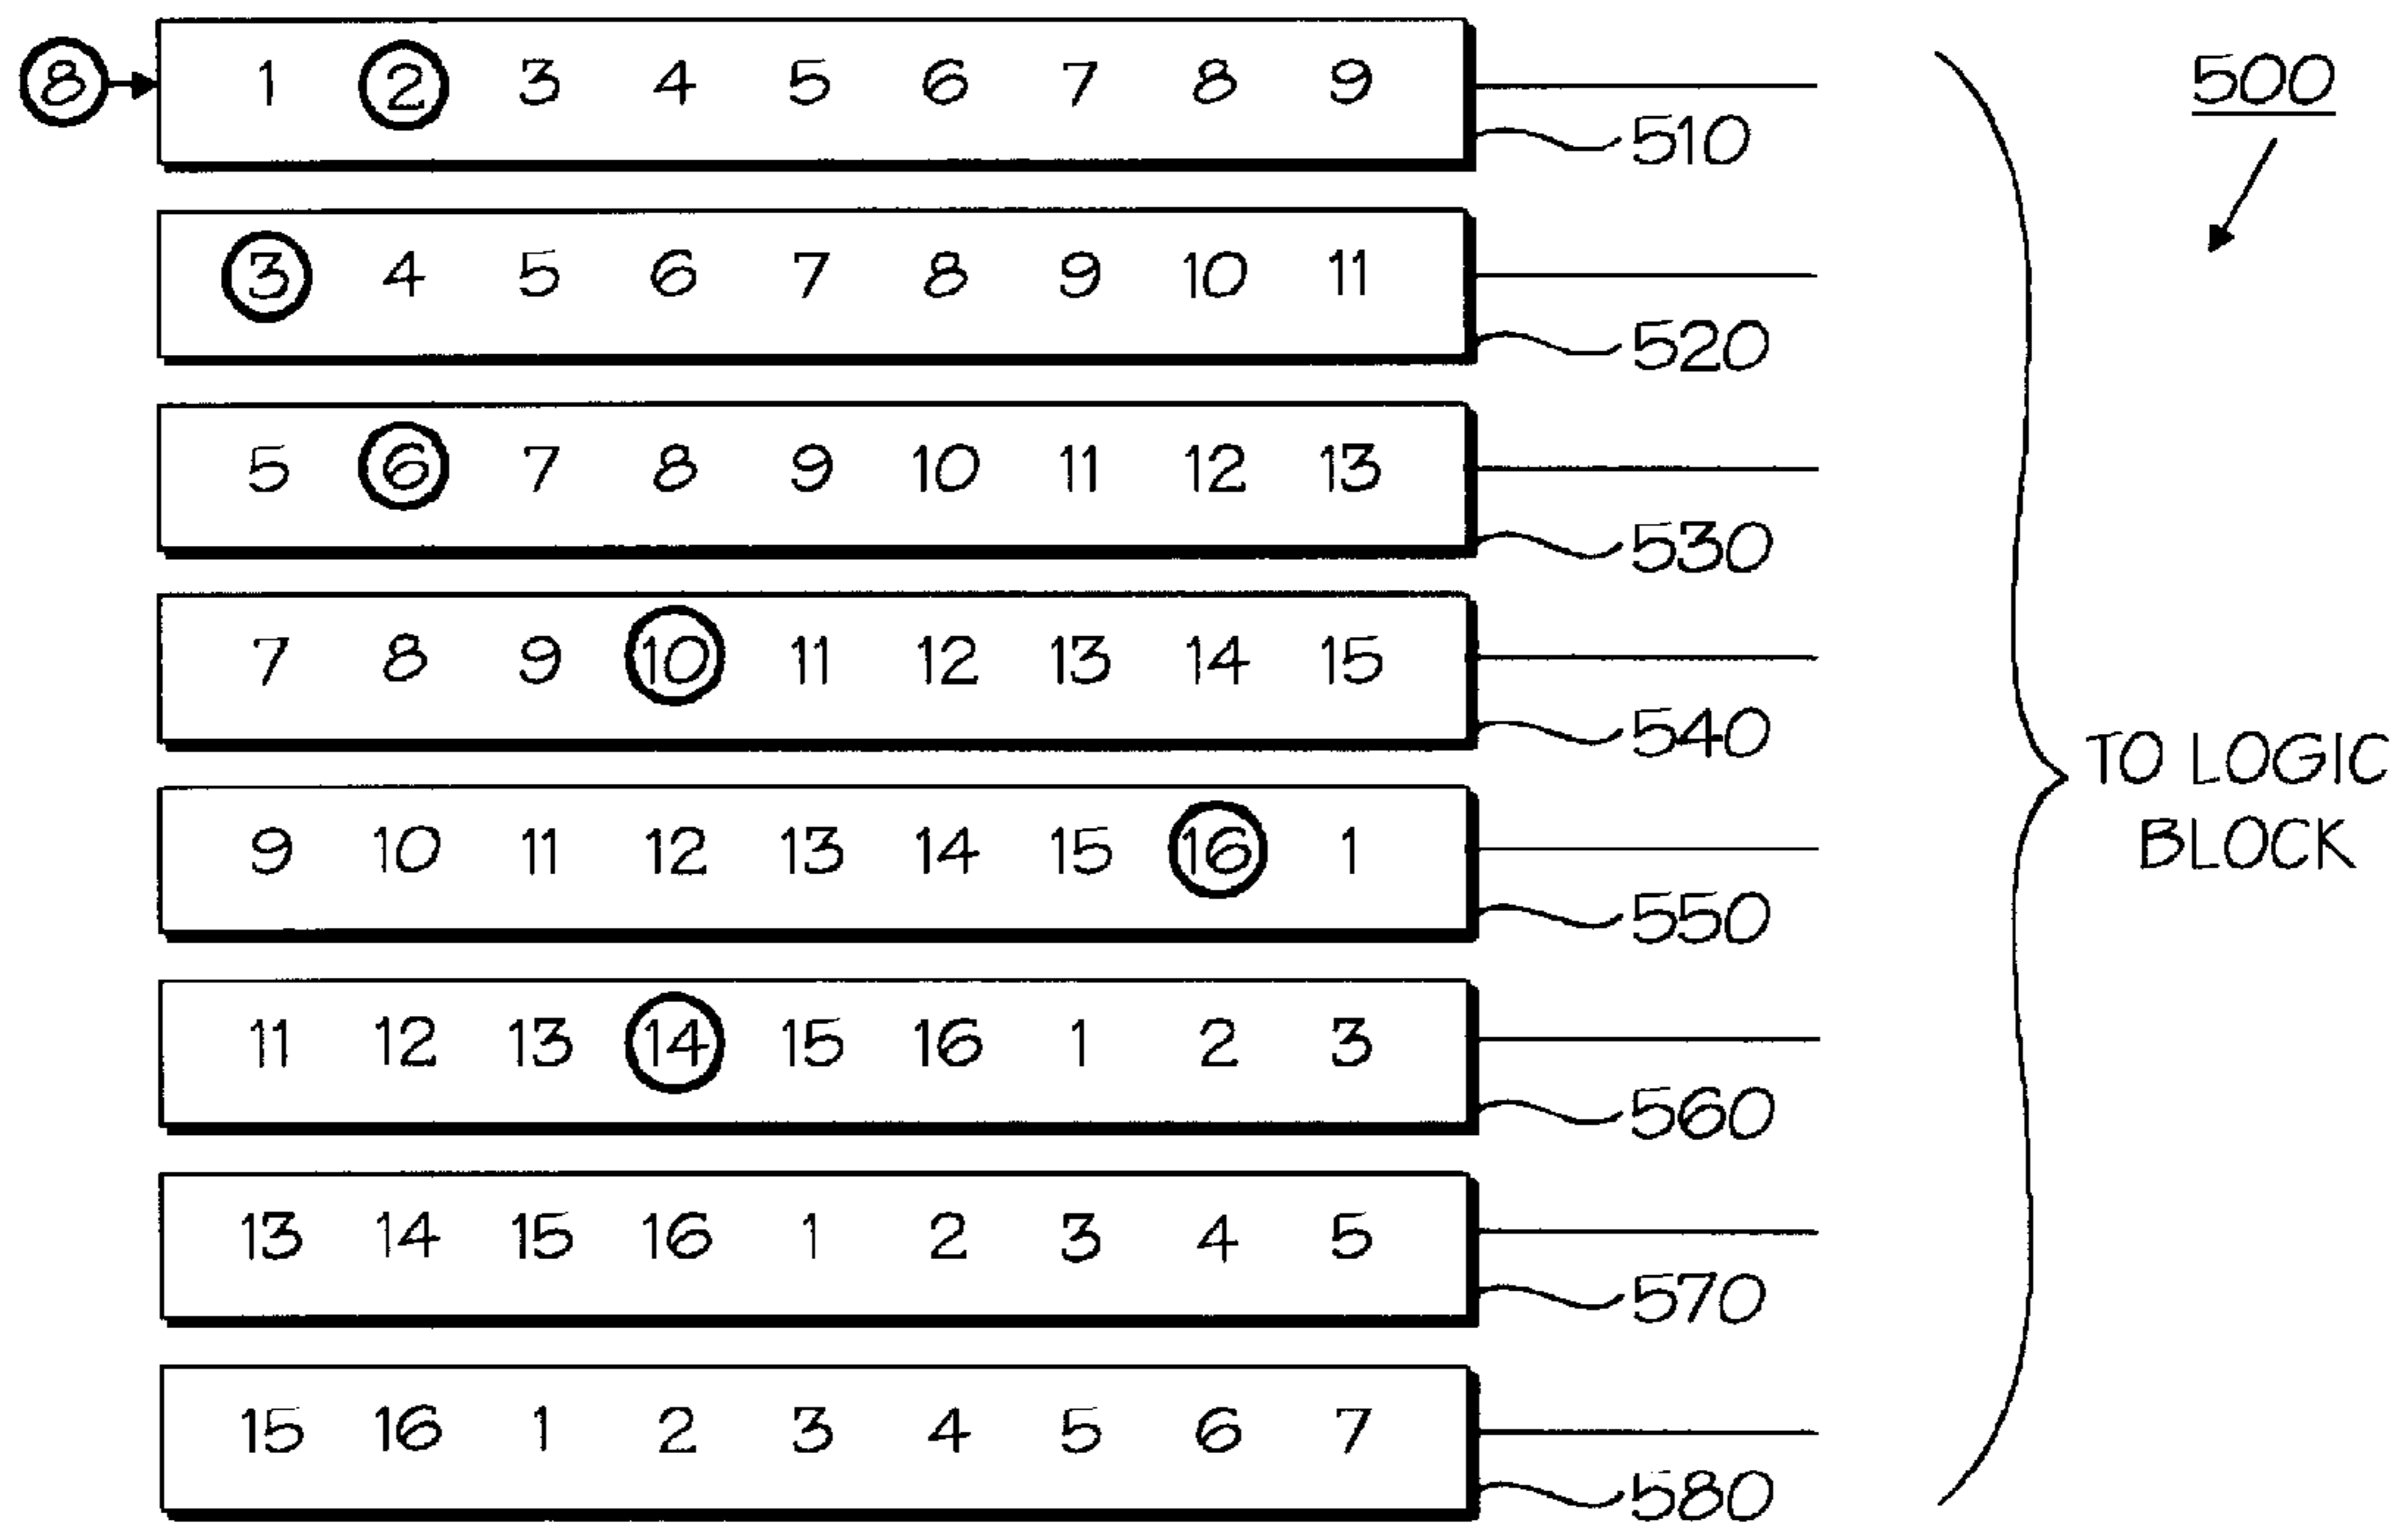 8 1 2 3 4 5 6 7 8 9 500
510
3 4 5 6 7 8 9 10 11
520
5 6 7 8 9 10 11 12 13
530
7 8 9 10 11 12 13 14 15
540
TO LOGIC
BLOCK
9 10 11 12 13 14 15 16 1
550
11 12 13 14 15 16 1 2 3
560
13 14 15 16 1 2 3 4 5
570
15 16 1 2 3 4 5 6 7
580